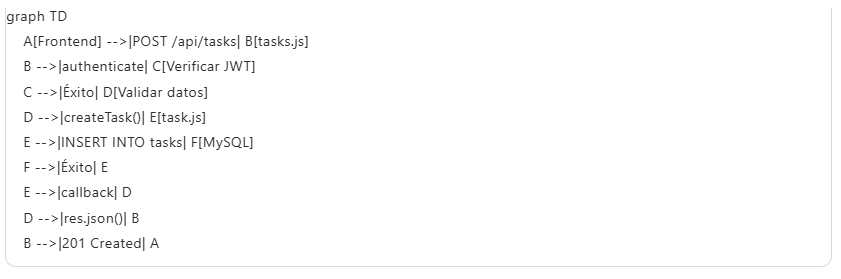 graph TD
A[Frontend] -->|POST /api/tasks| B[tasks.js]
B -->|authenticate| C[Verificar JWT]
C -->|Éxito| D[Validar datos]
D -->|createTask()| E[task.js]
E -->|INSERT INTO tasks| F[MySQL]
F -->|Éxito| E
E -->|callback| D
D -->|res.json()| B
B -->|201 Created| A